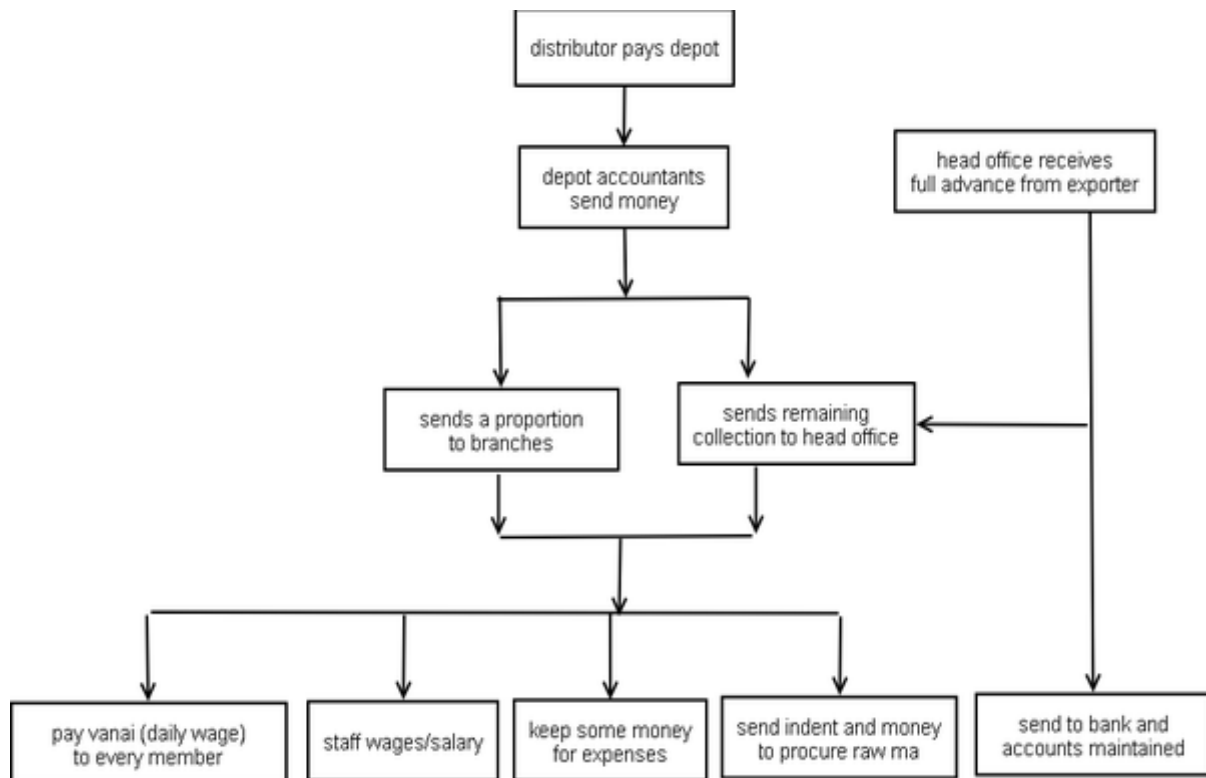 distributor pays depot
depot accountants
send money
head office receives
full advance from exporter
sends a proportion
to branches
sends remaining
collection to head office
pay vanai (daily wage)
to every member
staff wages/salary
keep some money
for expenses
send indent and money
to procure raw ma
send to bank and
accounts maintained